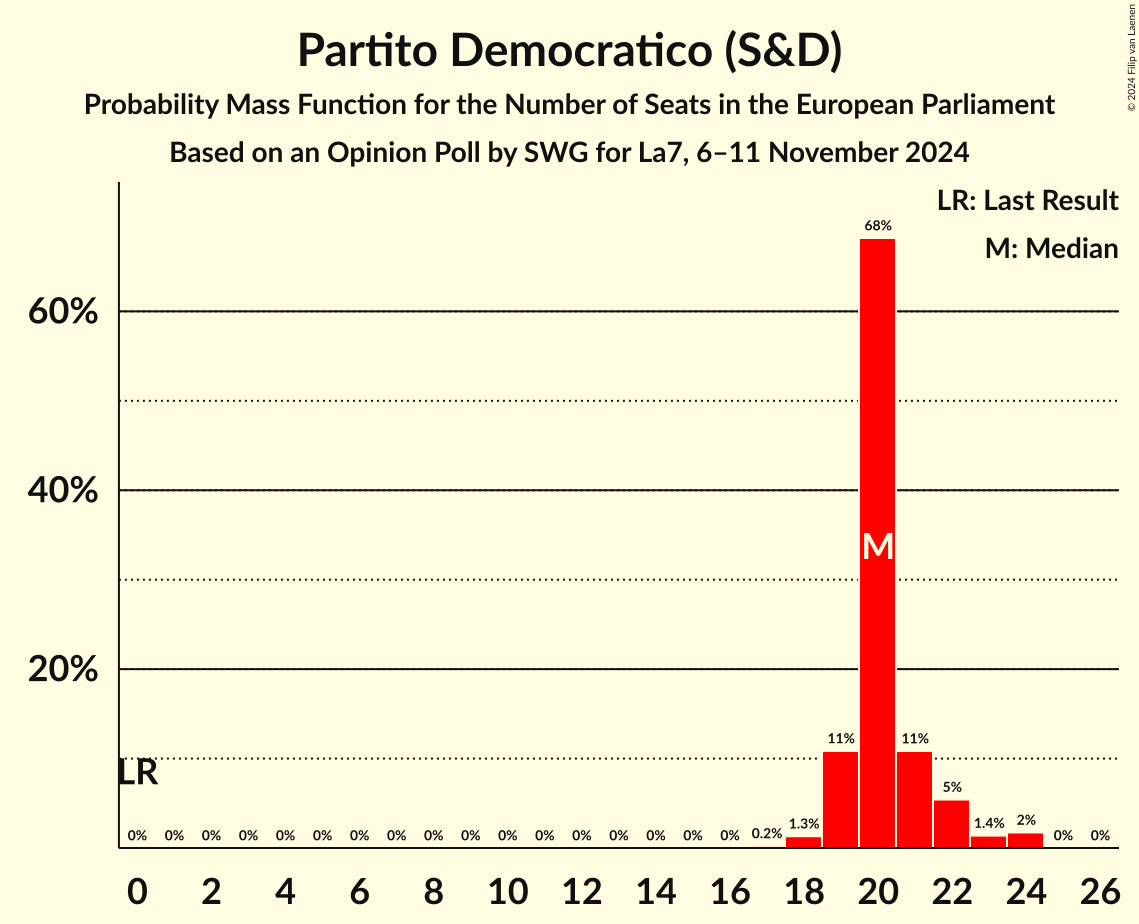 Partito Democratico (S&D)
Probability Mass Function for the Number of Seats in the European Parliament
Based on an Opinion Poll by SWG for La7, 6–11 November 2024
© 2024 Filip van Laenen
LR: Last Result
M: Median
60%
40%
20%
68%
M
LR
0% 0% 0% 0% 0% 0% 0% 0% 0% 0% 0% 0% 0% 0% 0% 0% 0% 0.2% 1.3% 11% 11% 5% 1.4% 2% 0% 0%
0 2 4 6 8 10 12 14 16 18 20 22 24 26